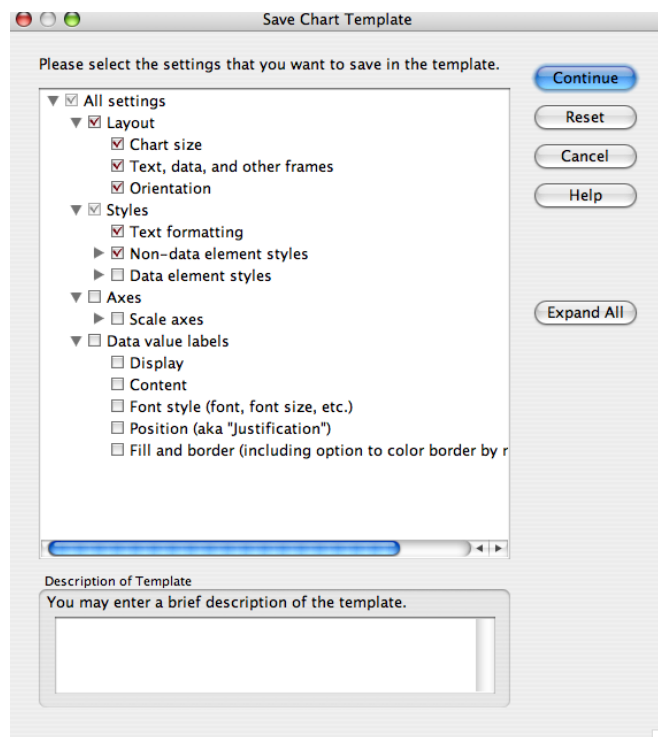 Save Chart Template
Please select the settings that you want to save in the template.
Continue
All settings
Reset
Layout
Chart size
Cancel
Text, data, and other frames
Orientation
Help
Styles
Text formatting
Non-data element styles
Data element styles
Axes
Scale axes
Expand All
Data value labels
Display
Content
Font style (font, font size, etc.)
Position (aka "Justification")
Fill and border (including option to color border by r
Description of Template
You may enter a brief description of the template.